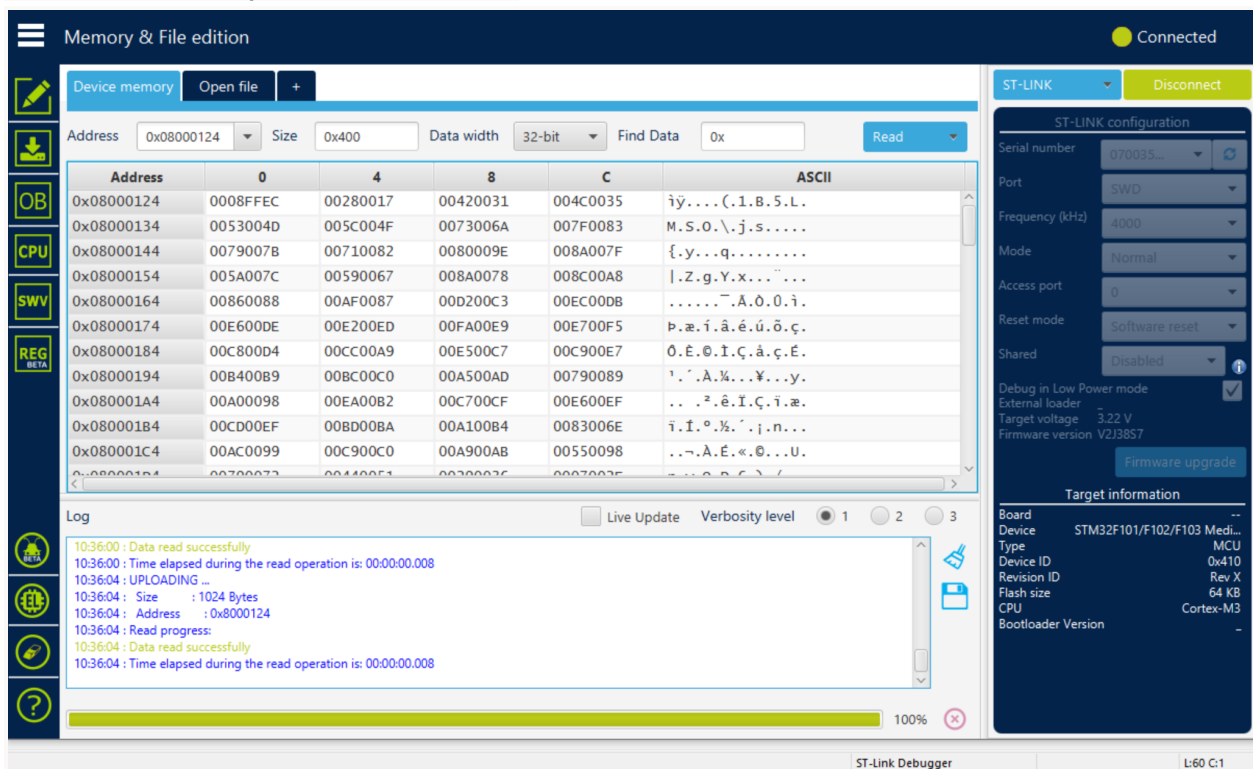 Memory & File edition
Connected
Device memory Open file +
Address 0x08000124 Size 0x400 Data width 32-bit Find Data 0x Read
Address 0 4 8 C ASCII
0x08000124 0008FFEC 00280017 00420031 004C0035 ìÿ....(.1.B.5.L.
0x08000134 0053004D 005C004F 0073006A 007F0083 M.S.O.\.j.s.....
0x08000144 0079007B 00710082 0080009E 008A007F {.y...q.........
0x08000154 005A007C 00590067 008A0078 008C00A8 |.Z.g.Y.x...¨...
0x08000164 00860088 00AF0087 00D200C3 00EC00DB ......¯.Ã.Ò.Û.ì.
0x08000174 00E600DE 00E200ED 00FA00E9 00E700F5 Þ.æ.í.â.é.ú.õ.ç.
0x08000184 00C800D4 00CC00A9 00E500C7 00C900E7 Ô.È.©.Ì.Ç.å.ç.É.
0x08000194 00B400B9 00BC00C0 00A500AD 00790089 ¹.´.À.¼...¥...y.
0x080001A4 00A00098 00EA00B2 00C700CF 00E600EF .. .².ê.Ï.Ç.ï.æ.
0x080001B4 00CD00EF 00BD00BA 00A100B4 0083006E ï.Í.º.½.´.¡.n...
0x080001C4 00AC0099 00C900C0 00A900AB 00550098 ..¬.À.É.«.©...U.
Log Live Update Verbosity level 1 2 3
10:36:00 : Data read successfully
10:36:00 : Time elapsed during the read operation is: 00:00:00.008
10:36:04 : UPLOADING ...
10:36:04 : Size : 1024 Bytes
10:36:04 : Address : 0x8000124
10:36:04 : Read progress:
10:36:04 : Data read successfully
10:36:04 : Time elapsed during the read operation is: 00:00:00.008
100%
OB
CPU
SWV
REG
BETA
BETA
ST-LINK Disconnect
ST-LINK configuration
Serial number 070035...
Port SWD
Frequency (kHz) 4000
Mode Normal
Access port 0
Reset mode Software reset
Shared Disabled
Debug in Low Power mode
External loader _
Target voltage 3.22 V
Firmware version V2J38S7
Firmware upgrade
Target information
Board --
Device STM32F101/F102/F103 Medi...
Type MCU
Device ID 0x410
Revision ID Rev X
Flash size 64 KB
CPU Cortex-M3
Bootloader Version _
ST-Link Debugger
L:60 C:1